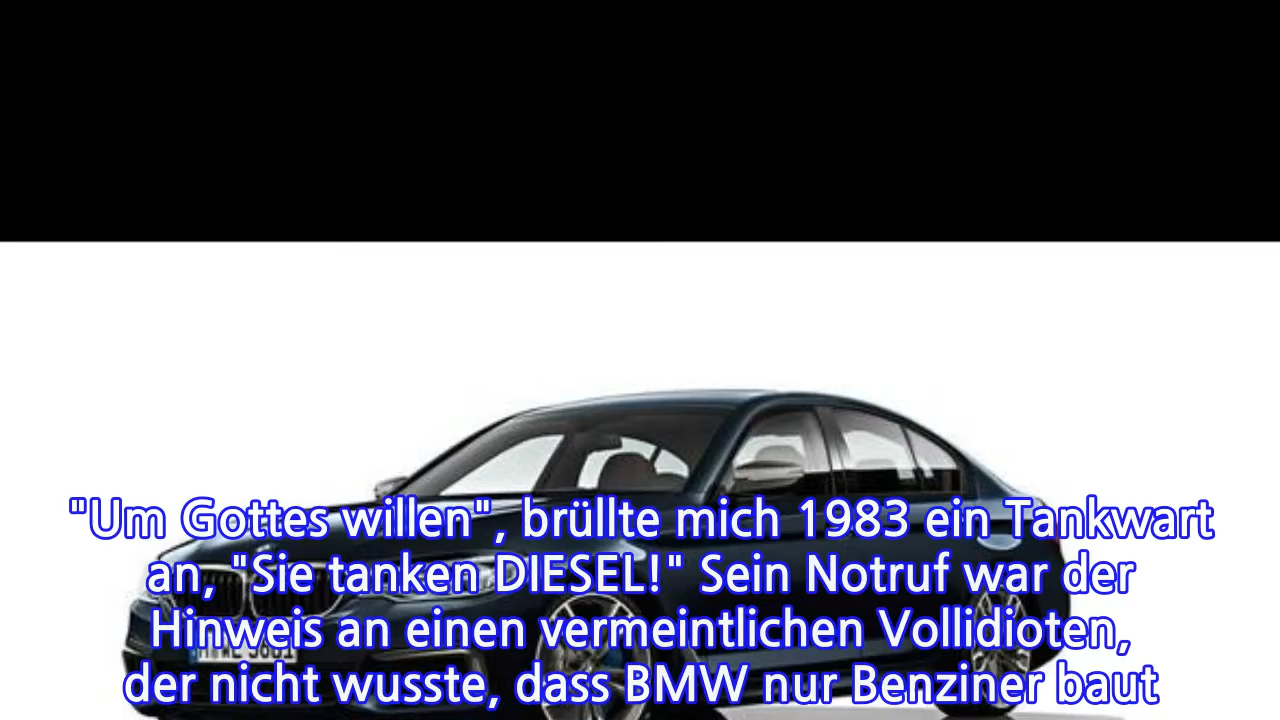 "Um Gottes willen", brüllte mich 1983 ein Tankwart
an, "Sie tanken DIESEL!" Sein Notruf war der
Hinweis an einen vermeintlichen Vollidioten,
der nicht wusste, dass BMW nur Benziner baut